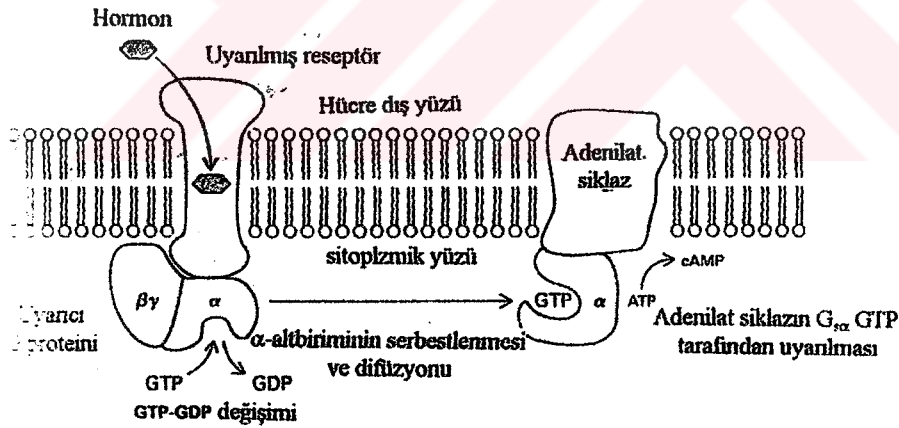 Hormon
Uyarılmış reseptör
Hücre dış yüzü
Adenilat.
siklaz
sitoplzmik yüzü
cAMP
βγ
α
GTP
α
ATP
α-altbiriminin serbestlenmesi
ve difüzyonu
Adenilat siklazın Gsα GTP
tarafından uyarılması
GTP
GDP
GTP-GDP değişimi